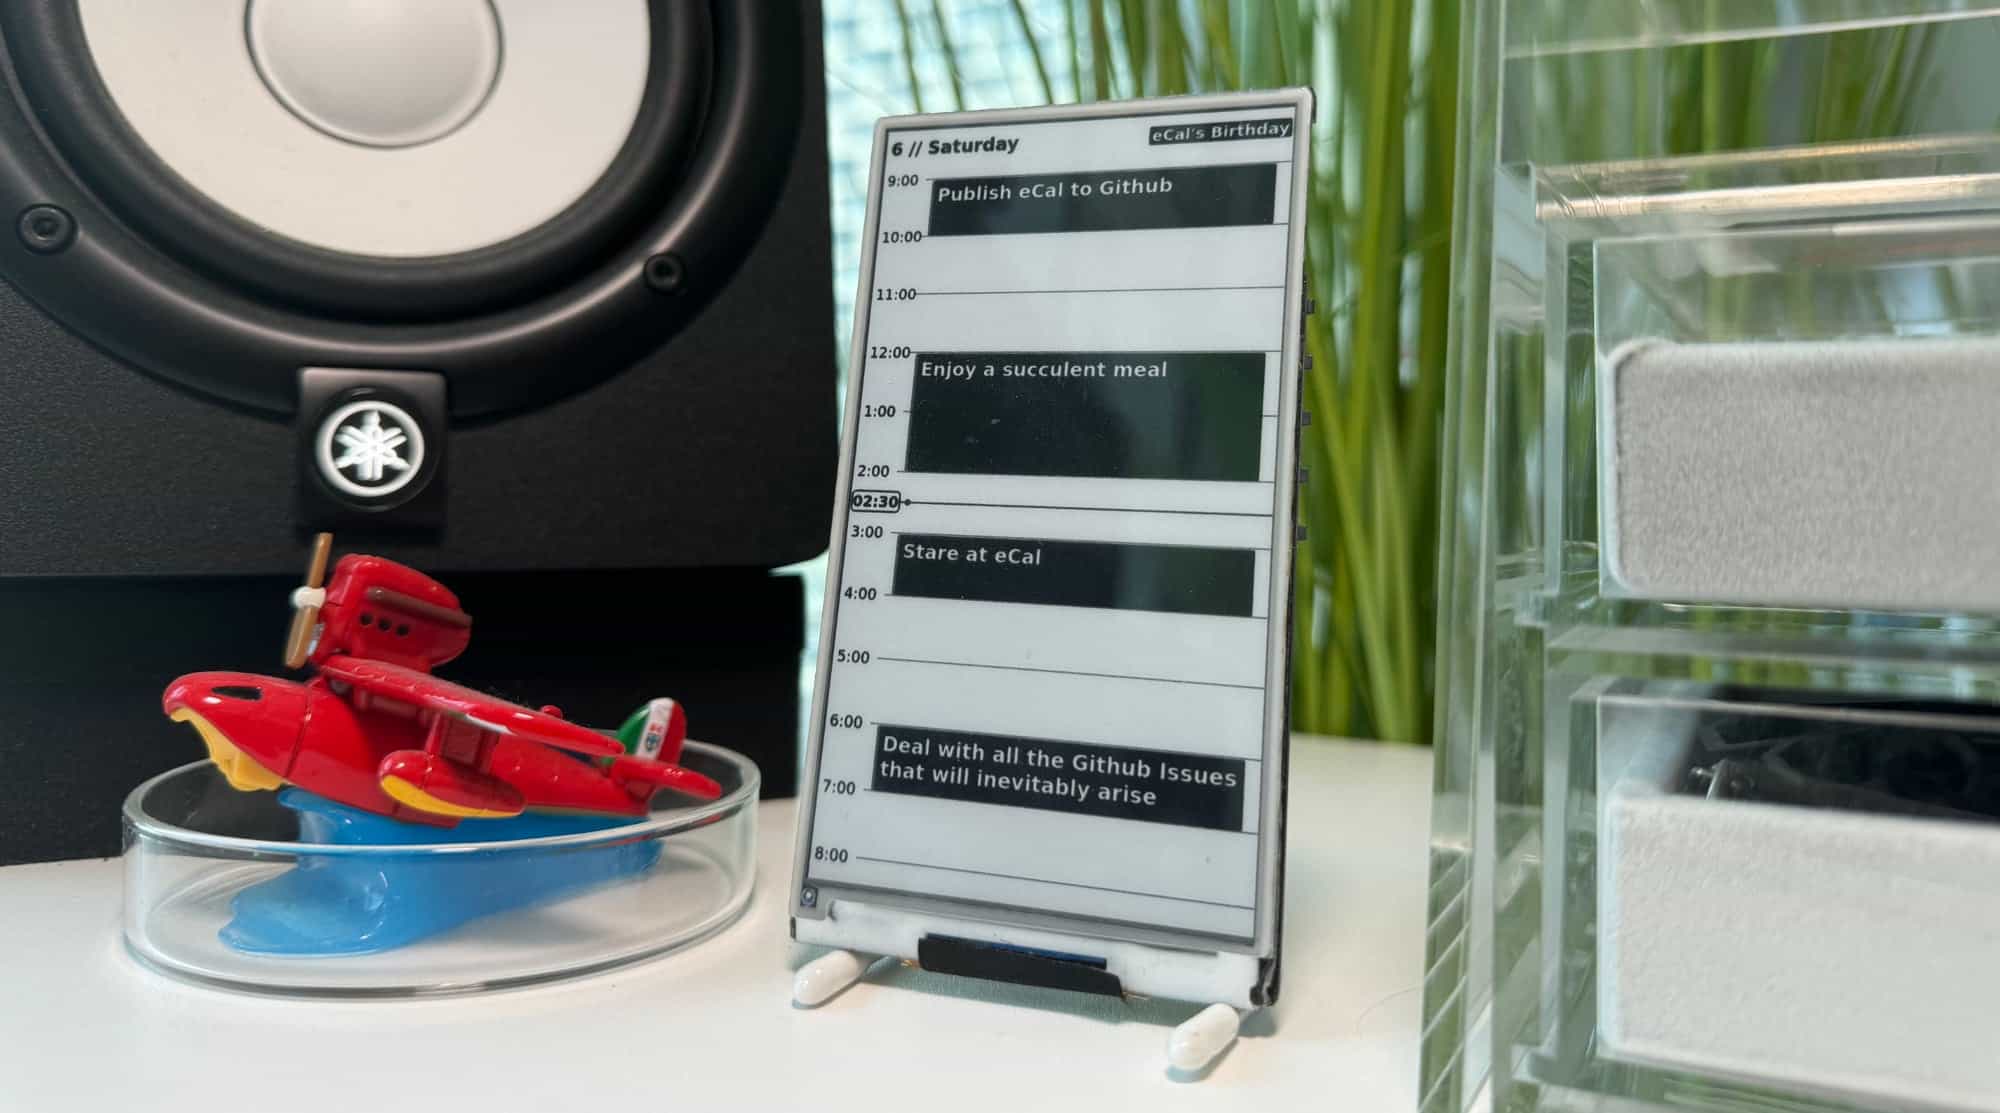 6 // Saturday
eCal's Birthday
9:00
Publish eCal to Github
10:00
11:00
12:00
Enjoy a succulent meal
1:00
2:00
02:30
3:00
Stare at eCal
4:00
5:00
6:00
Deal with all the Github Issues
that will inevitably arise
7:00
8:00